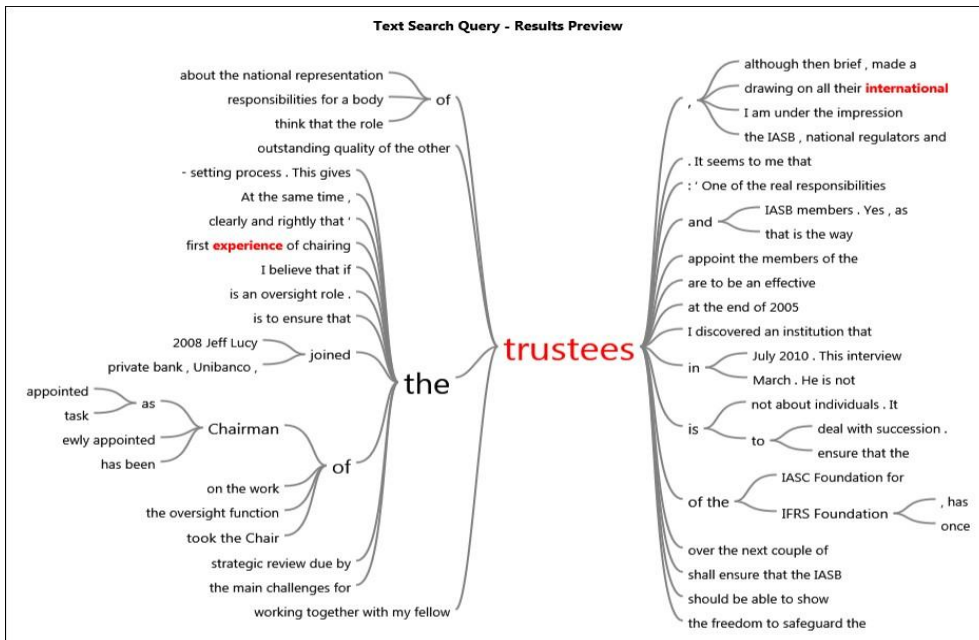 Text Search Query - Results Preview
about the national representation
responsibilities for a body
think that the role
of
outstanding quality of the other
- setting process . This gives
At the same time ,
clearly and rightly that '
first experience of chairing
I believe that if
is an oversight role .
is to ensure that
2008 Jeff Lucy
private bank , Unibanco ,
joined
appointed
task
as
ewly appointed
has been
Chairman
on the work
the oversight function
took the Chair
of
strategic review due by
the main challenges for
the
working together with my fellow
trustees
,
although then brief , made a
drawing on all their international
I am under the impression
the IASB , national regulators and
. It seems to me that
: ' One of the real responsibilities
and
IASB members . Yes , as
that is the way
appoint the members of the
are to be an effective
at the end of 2005
I discovered an institution that
in
July 2010 . This interview
March . He is not
is
not about individuals . It
to
deal with succession .
ensure that the
of the
IASC Foundation for
IFRS Foundation
, has
once
over the next couple of
shall ensure that the IASB
should be able to show
the freedom to safeguard the